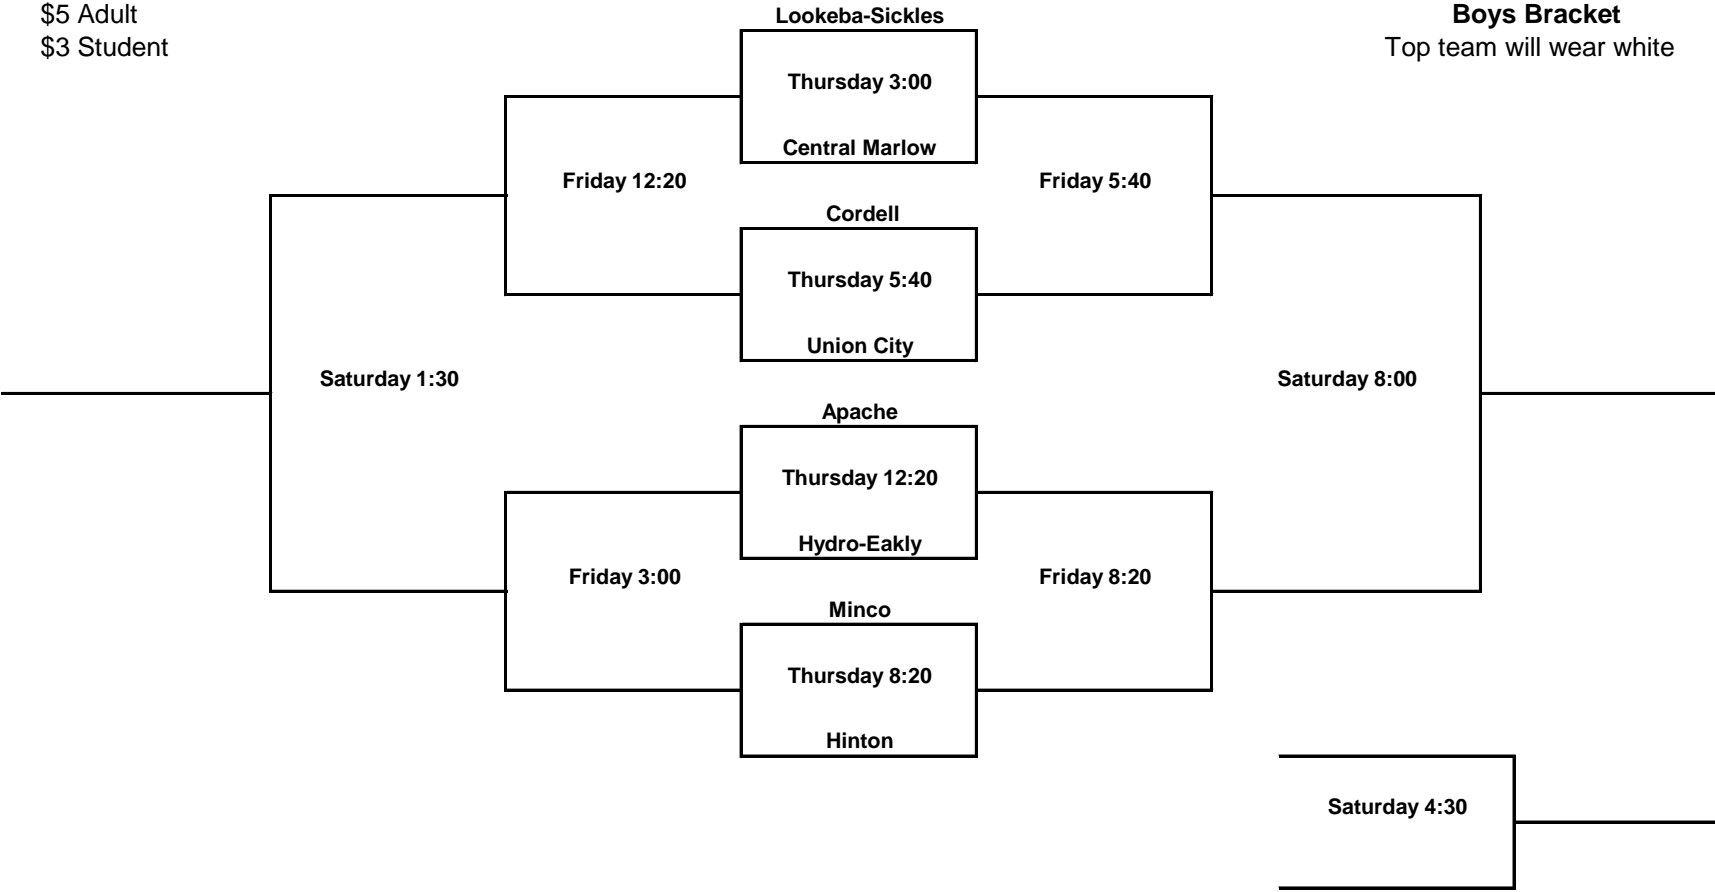 $5 Adult
$3 Student
Boys Bracket
Top team will wear white
Lookeba-Sickles
Thursday 3:00
Central Marlow
Friday 12:20
Friday 5:40
Cordell
Thursday 5:40
Union City
Saturday 1:30
Saturday 8:00
Apache
Thursday 12:20
Hydro-Eakly
Friday 3:00
Friday 8:20
Minco
Thursday 8:20
Hinton
Saturday 4:30